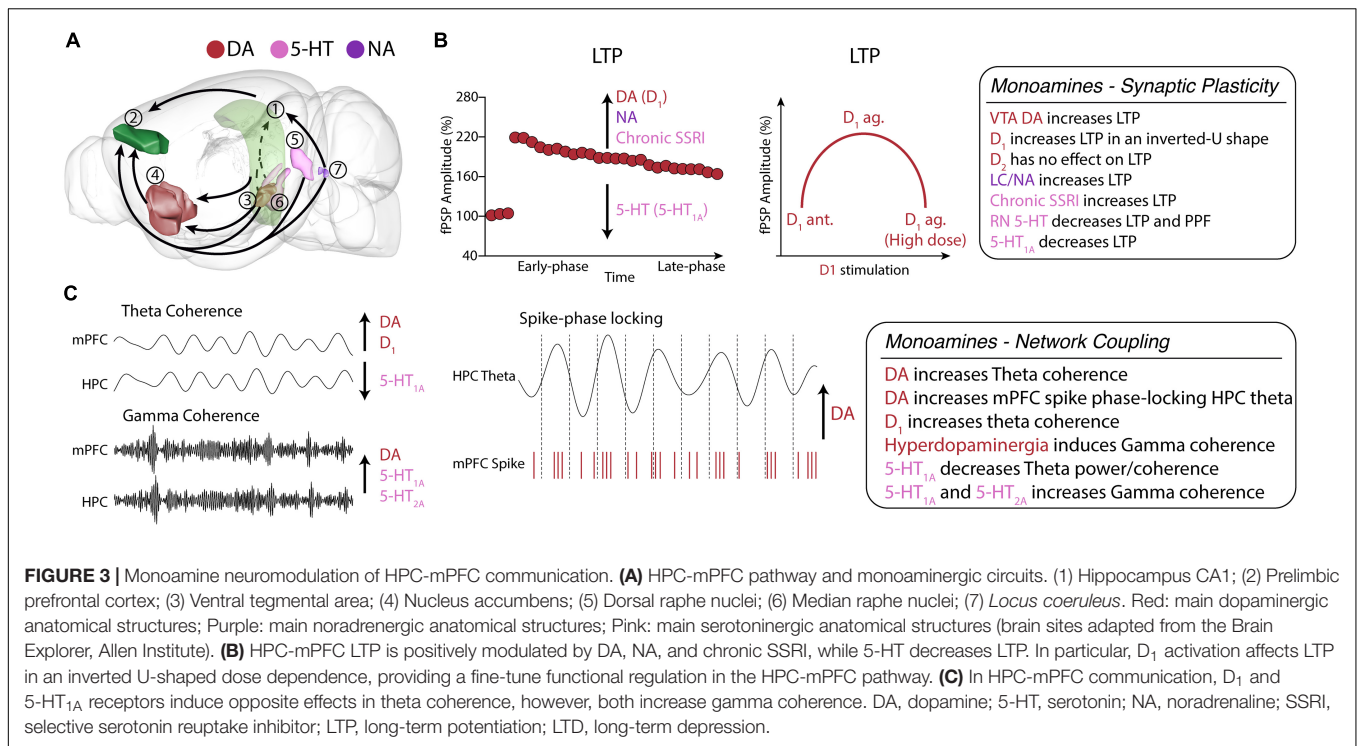 A
DA 5-HT NA
1
2
3
4
5
6
7
B
LTP
fPSP Amplitude (%)
280
220
160
100
40
DA (D1)
NA
Chronic SSRI
5-HT (5-HT1A)
Early-phase
Late-phase
Time
LTP
fPSP Amplitude (%)
D1 ag.
D1 ant.
D1 ag.
(High dose)
D1 stimulation
Monoamines - Synaptic Plasticity
VTA DA increases LTP
D1 increases LTP in an inverted-U shape
D2 has no effect on LTP
LC/NA increases LTP
Chronic SSRI increases LTP
RN 5-HT decreases LTP and PPF
5-HT1A decreases LTP
C
Theta Coherence
mPFC
HPC
DA
D1
5-HT1A
Gamma Coherence
mPFC
HPC
DA
5-HT1A
5-HT2A
Spike-phase locking
HPC Theta
mPFC Spike
DA
Monoamines - Network Coupling
DA increases Theta coherence
DA increases mPFC spike phase-locking HPC theta
D1 increases theta coherence
Hyperdopaminergia induces Gamma coherence
5-HT1A decreases Theta power/coherence
5-HT1A and 5-HT2A increases Gamma coherence
FIGURE 3 | Monoamine neuromodulation of HPC-mPFC communication. (A) HPC-mPFC pathway and monoaminergic circuits. (1) Hippocampus CA1; (2) Prelimbic
prefrontal cortex; (3) Ventral tegmental area; (4) Nucleus accumbens; (5) Dorsal raphe nuclei; (6) Median raphe nuclei; (7) Locus coeruleus. Red: main dopaminergic
anatomical structures; Purple: main noradrenergic anatomical structures; Pink: main serotoninergic anatomical structures (brain sites adapted from the Brain
Explorer, Allen Institute). (B) HPC-mPFC LTP is positively modulated by DA, NA, and chronic SSRI, while 5-HT decreases LTP. In particular, D1 activation affects LTP
in an inverted U-shaped dose dependence, providing a fine-tune functional regulation in the HPC-mPFC pathway. (C) In HPC-mPFC communication, D1 and
5-HT1A receptors induce opposite effects in theta coherence, however, both increase gamma coherence. DA, dopamine; 5-HT, serotonin; NA, noradrenaline; SSRI,
selective serotonin reuptake inhibitor; LTP, long-term potentiation; LTD, long-term depression.